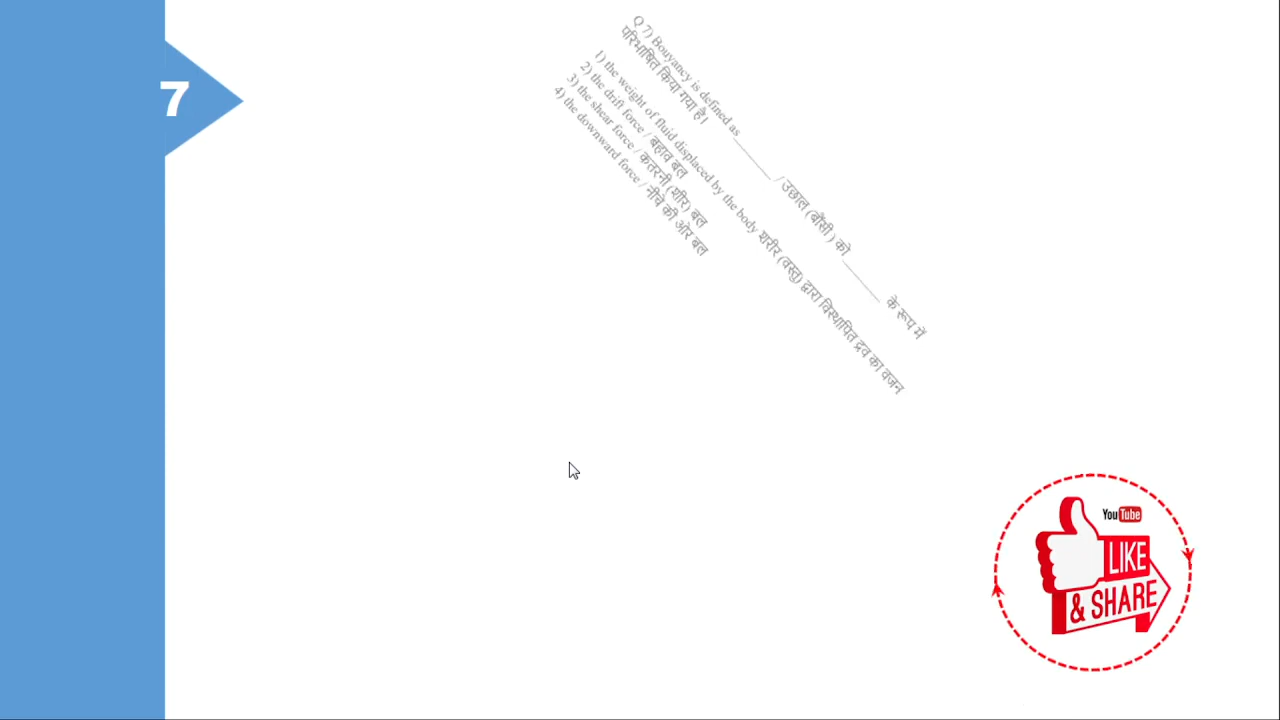 7
Q 7) Bouyancy is defined as ________ / उछाल (बोंसी ) को ________ के रूप में
परिभाषित किया गया है।
1) the weight of fluid displaced by the body शरीर (वस्तु) द्वारा विस्थापित द्रव का वजन
2) the drift force / बहाव बल
3) the shear force / कतरनी (शीर) बल
4) the downward force / नीचे की ओर बल
YouTube
LIKE
& SHARE